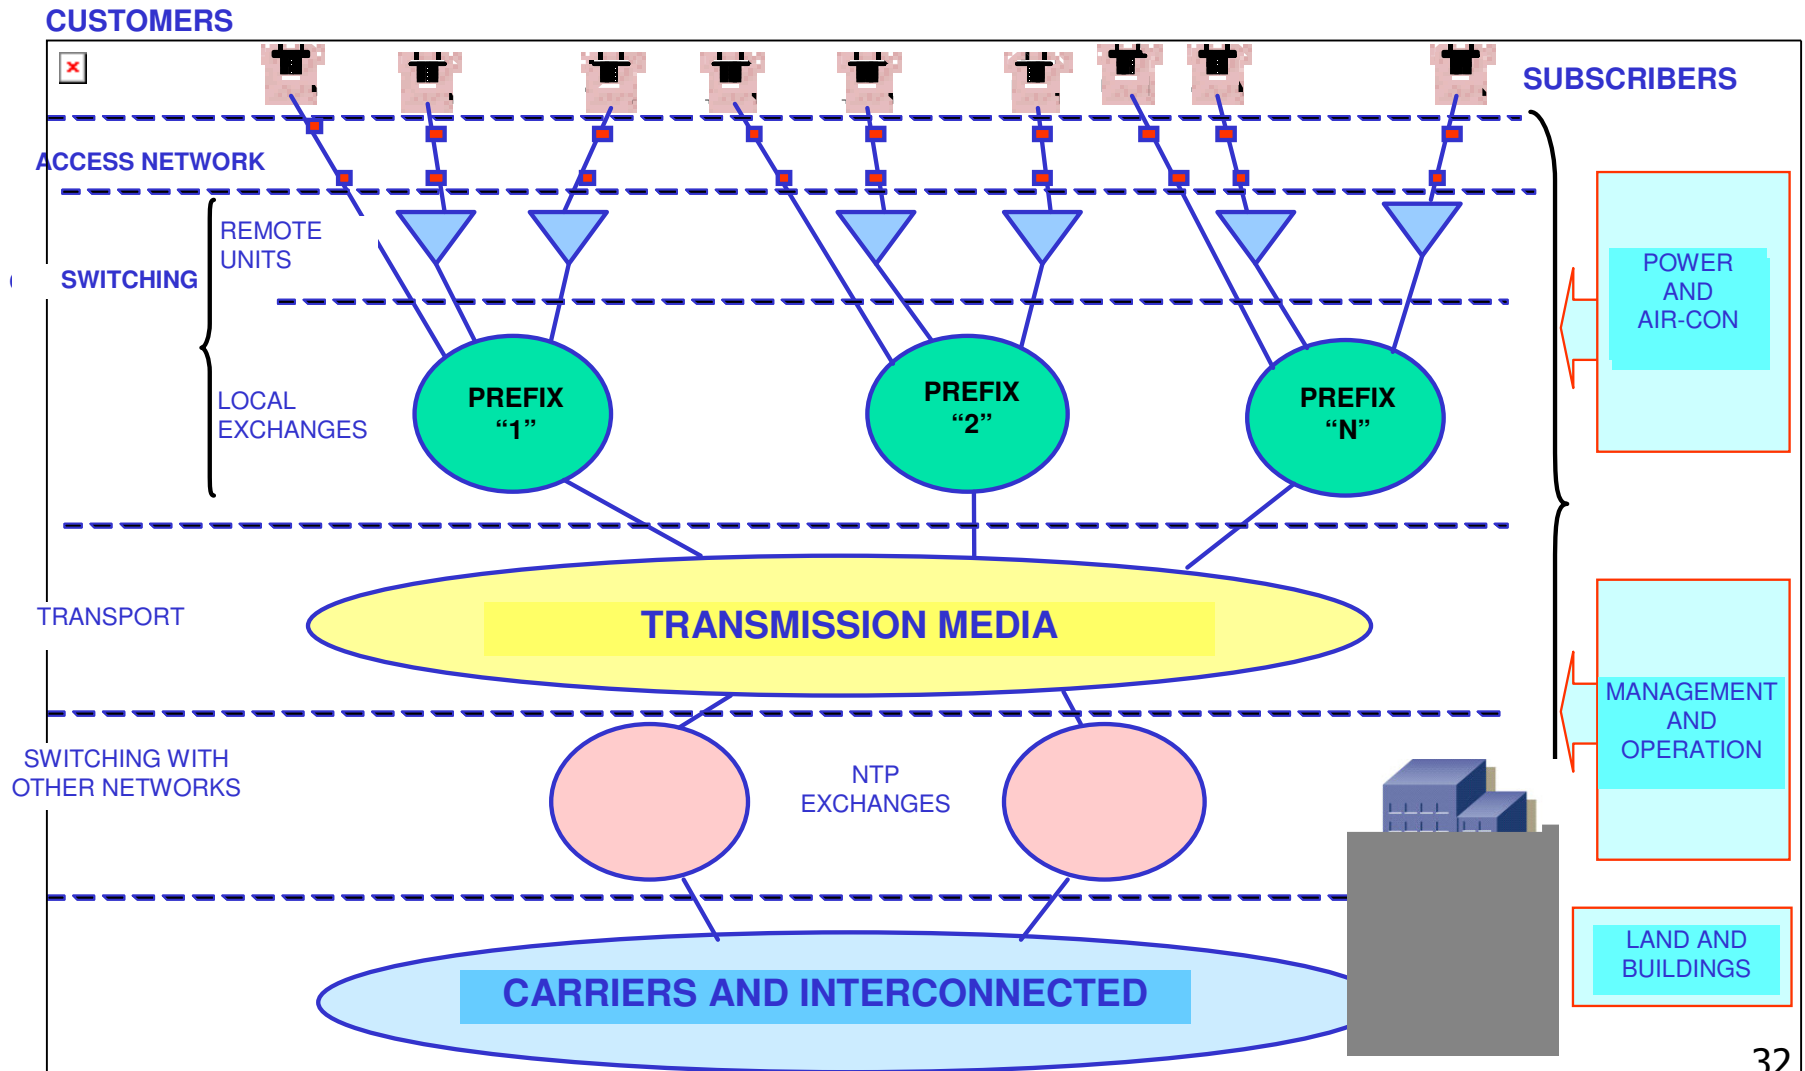 CUSTOMERS
SUBSCRIBERS
ACCESS NETWORK
REMOTE
UNITS
SWITCHING
POWER
AND
AIR-CON
PREFIX
“1”
PREFIX
“2”
PREFIX
“N”
LOCAL
EXCHANGES
TRANSPORT
TRANSMISSION MEDIA
MANAGEMENT
AND
OPERATION
SWITCHING WITH
OTHER NETWORKS
NTP
EXCHANGES
LAND AND
BUILDINGS
CARRIERS AND INTERCONNECTED
32